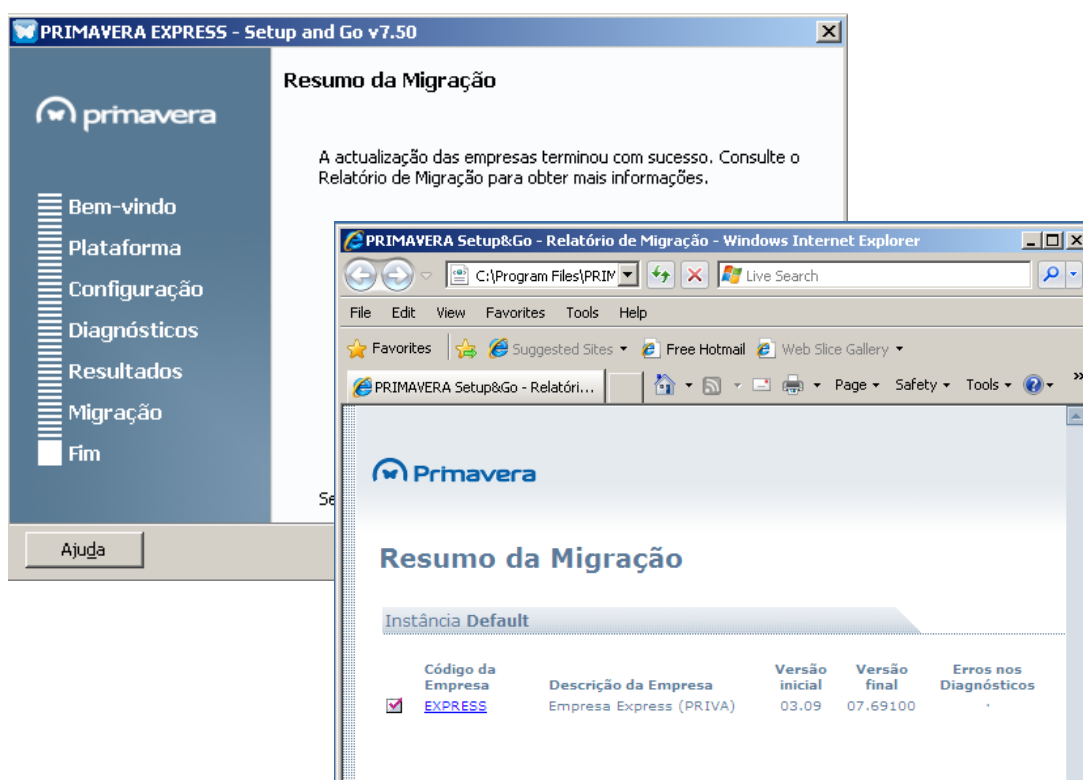 PRIMAVERA EXPRESS - Setup and Go v7.50
primavera
Bem-vindo
Plataforma
Configuração
Diagnósticos
Resultados
Migração
Fim
Resumo da Migração
A actualização das empresas terminou com sucesso. Consulte o
Relatório de Migração para obter mais informações.
Ajuda
PRIMAVERA Setup&Go - Relatório de Migração - Windows Internet Explorer
C:\Program Files\PRIM
Live Search
File Edit View Favorites Tools Help
Favorites Suggested Sites Free Hotmail Web Slice Gallery
PRIMAVERA Setup&Go - Relatóri... Page Safety Tools »
Primavera
Resumo da Migração
Instância Default
Código da Empresa Descrição da Empresa Versão inicial Versão final Erros nos Diagnósticos
EXPRESS Empresa Express (PRIVA) 03.09 07.69100